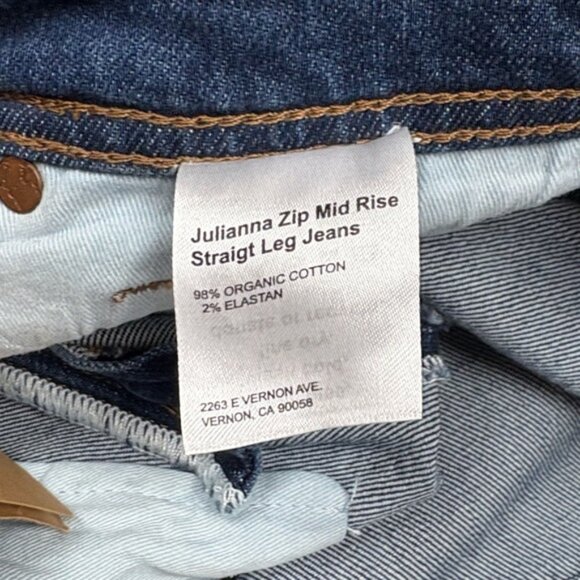 Julianna Zip Mid Rise
Straigt Leg Jeans
98% ORGANIC COTTON
2% ELASTAN
2263 E VERNON AVE.
VERNON, CA 90058